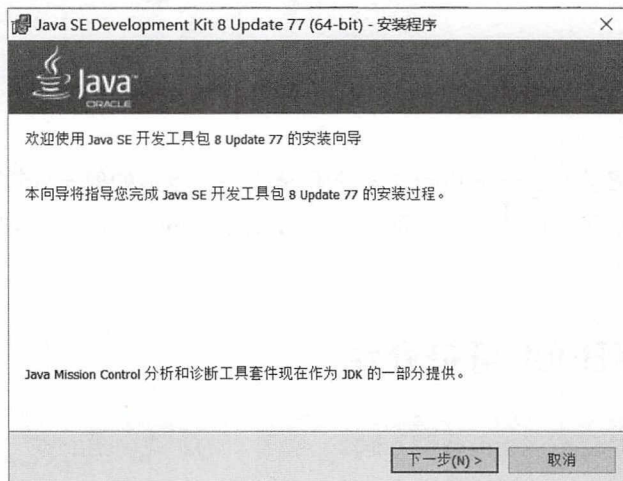 Java SE Development Kit 8 Update 77 (64-bit) - 安装程序
Java
ORACLE
欢迎使用 Java SE 开发工具包 8 Update 77 的安装向导
本向导将指导您完成 Java SE 开发工具包 8 Update 77 的安装过程。
Java Mission Control 分析和诊断工具套件现在作为 JDK 的一部分提供。
下一步(N) > 取消